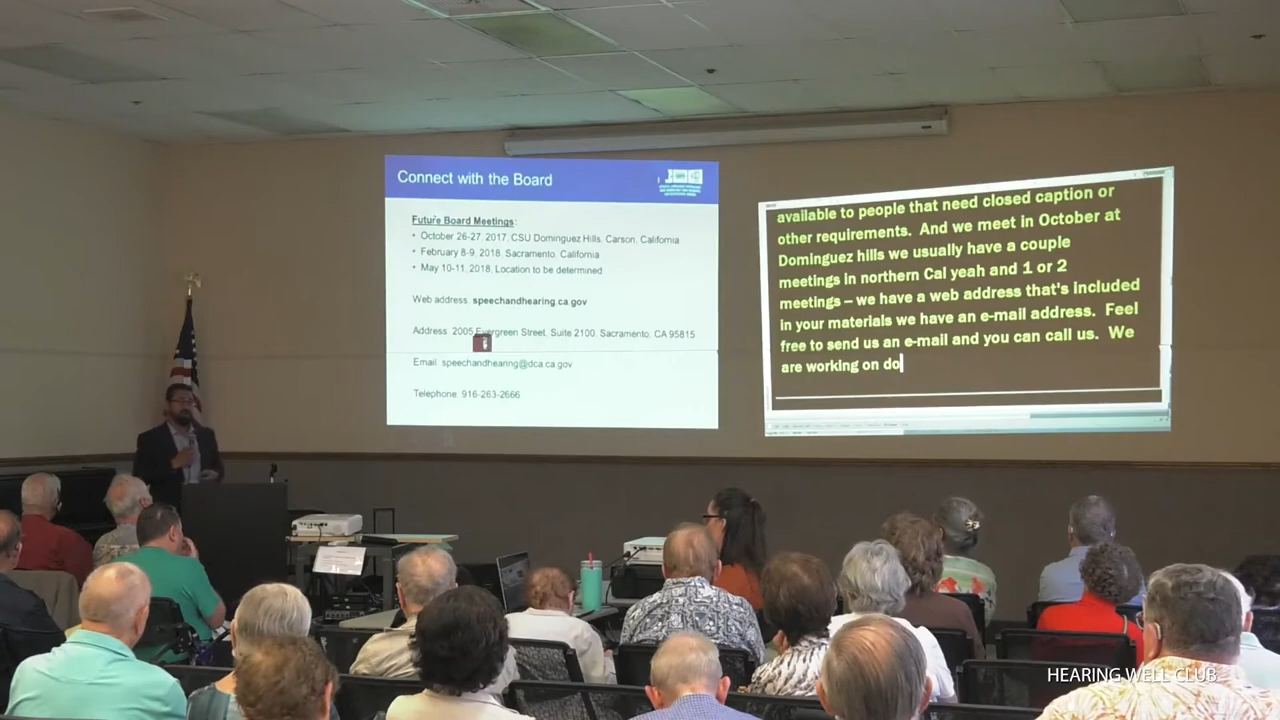 Connect with the Board
Future Board Meetings:
• October 26-27, 2017, CSU Dominguez Hills, Carson, California
• February 8-9, 2018, Sacramento, California
• May 10-11, 2018, Location to be determined
Web address: speechandhearing.ca.gov
Address: 2005 Evergreen Street, Suite 2100, Sacramento, CA 95815
Email: speechandhearing@dca.ca.gov
Telephone: 916-263-2666
available to people that need closed caption or
other requirements. And we meet in October at
Dominguez hills we usually have a couple
meetings in northern Cal yeah and 1 or 2
meetings – we have a web address that's included
in your materials we have an e-mail address. Feel
free to send us an e-mail and you can call us. We
are working on do
HEARING WELL CLUB